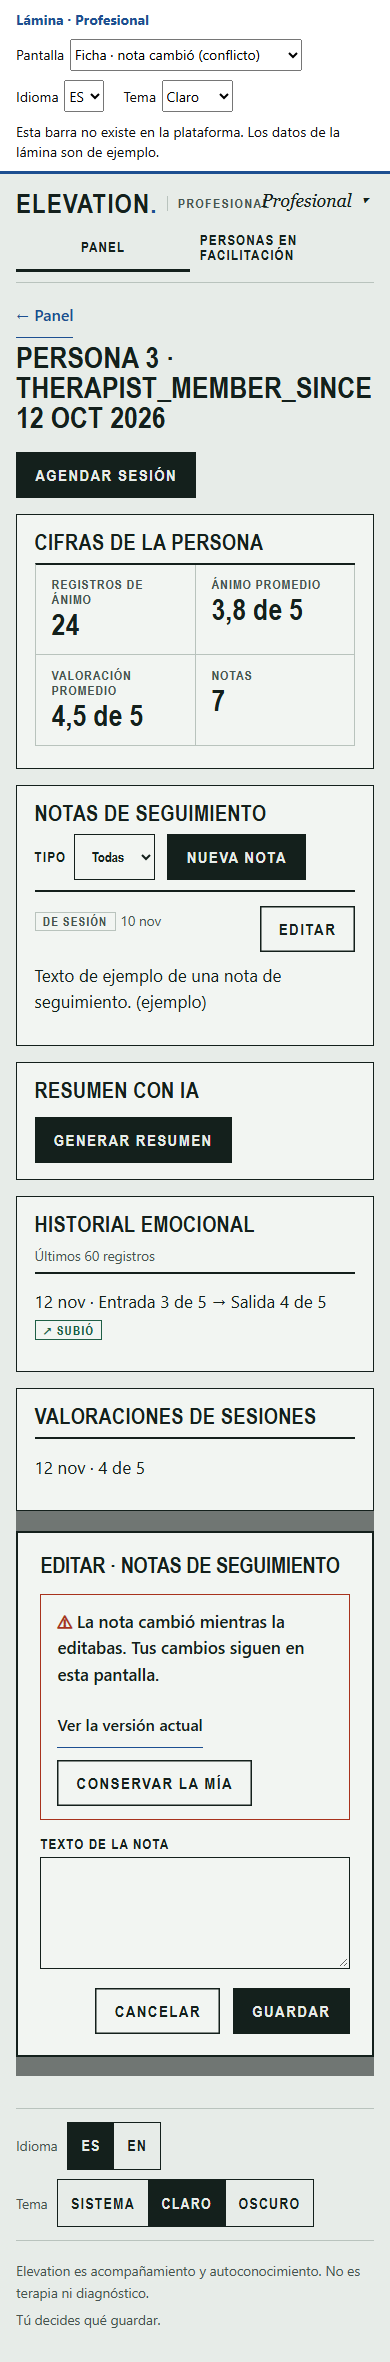 Lámina · Profesional
Pantalla Ficha · nota cambió (conflicto)
Idioma ES Tema Claro
Esta barra no existe en la plataforma. Los datos de la
lámina son de ejemplo.
ELEVATION. PROFESIONAL Profesional
PANEL
PERSONAS EN
FACILITACIÓN
← Panel
PERSONA 3 ·
THERAPIST_MEMBER_SINCE
12 OCT 2026
AGENDAR SESIÓN
CIFRAS DE LA PERSONA
REGISTROS DE
ÁNIMO
24
ÁNIMO PROMEDIO
3,8 de 5
VALORACIÓN
PROMEDIO
4,5 de 5
NOTAS
7
NOTAS DE SEGUIMIENTO
TIPO Todas NUEVA NOTA
DE SESIÓN 10 nov EDITAR
Texto de ejemplo de una nota de
seguimiento. (ejemplo)
RESUMEN CON IA
GENERAR RESUMEN
HISTORIAL EMOCIONAL
Últimos 60 registros
12 nov · Entrada 3 de 5 → Salida 4 de 5
↗ SUBIÓ
VALORACIONES DE SESIONES
12 nov · 4 de 5
EDITAR · NOTAS DE SEGUIMIENTO
⚠ La nota cambió mientras la
editabas. Tus cambios siguen en
esta pantalla.
Ver la versión actual
CONSERVAR LA MÍA
TEXTO DE LA NOTA
CANCELAR GUARDAR
Idioma ES EN
Tema SISTEMA CLARO OSCURO
Elevation es acompañamiento y autoconocimiento. No es
terapia ni diagnóstico.
Tú decides qué guardar.